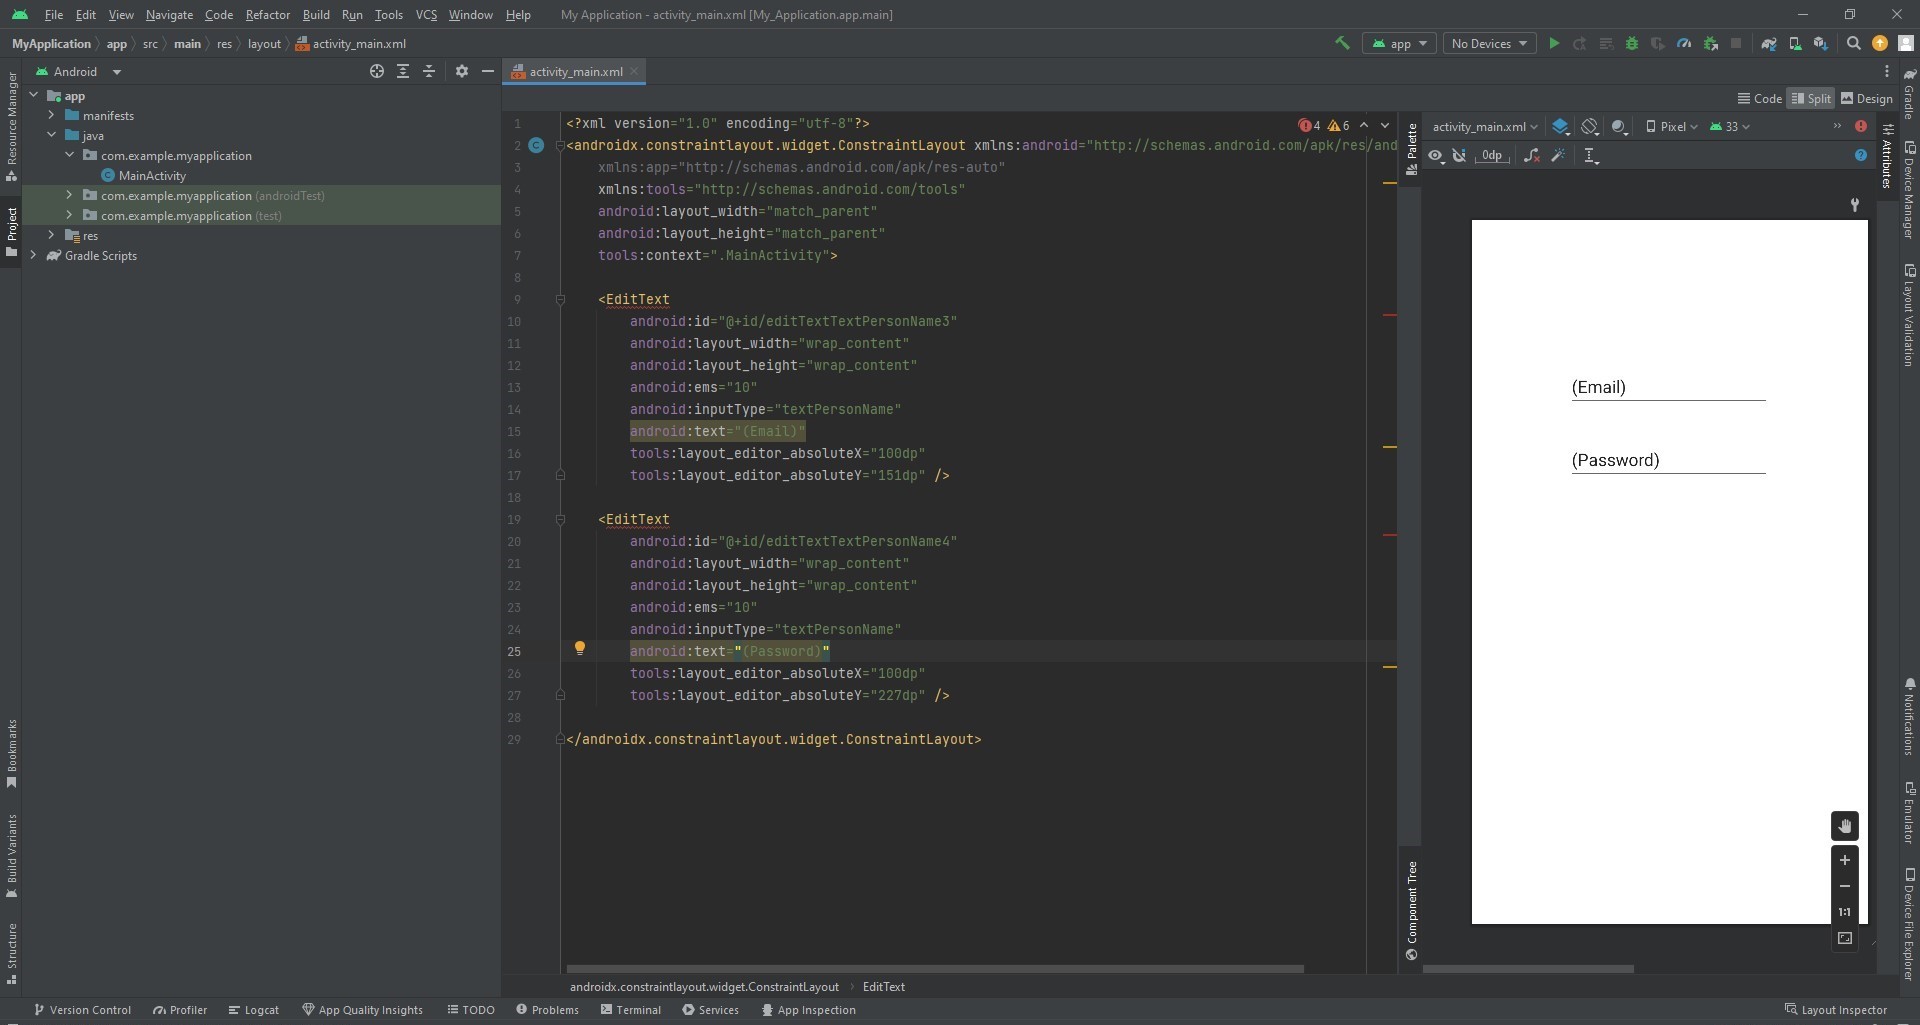 File Edit View Navigate Code Refactor Build Run Tools VCS Window Help My Application - activity_main.xml [My_Application.app.main]
MyApplication app src main res layout activity_main.xml
app No Devices
Android
activity_main.xml
Code Split Design
app
manifests
java
com.example.myapplication
MainActivity
com.example.myapplication (androidTest)
com.example.myapplication (test)
res
Gradle Scripts
Resource Manager
Project
Bookmarks
Build Variants
Structure
4 6
1 <?xml version="1.0" encoding="utf-8"?>
2 <androidx.constraintlayout.widget.ConstraintLayout xmlns:android="http://schemas.android.com/apk/res/and
3 xmlns:app="http://schemas.android.com/apk/res-auto"
4 xmlns:tools="http://schemas.android.com/tools"
5 android:layout_width="match_parent"
6 android:layout_height="match_parent"
7 tools:context=".MainActivity">
8
9 <EditText
10 android:id="@+id/editTextTextPersonName3"
11 android:layout_width="wrap_content"
12 android:layout_height="wrap_content"
13 android:ems="10"
14 android:inputType="textPersonName"
15 android:text="(Email)"
16 tools:layout_editor_absoluteX="100dp"
17 tools:layout_editor_absoluteY="151dp" />
18
19 <EditText
20 android:id="@+id/editTextTextPersonName4"
21 android:layout_width="wrap_content"
22 android:layout_height="wrap_content"
23 android:ems="10"
24 android:inputType="textPersonName"
25 android:text="(Password)"
26 tools:layout_editor_absoluteX="100dp"
27 tools:layout_editor_absoluteY="227dp" />
28
29 </androidx.constraintlayout.widget.ConstraintLayout>
androidx.constraintlayout.widget.ConstraintLayout EditText
Palette
Component Tree
activity_main.xml Pixel 33
0dp
(Email)
(Password)
1:1
Attributes
Gradle
Device Manager
Layout Validation
Notifications
Emulator
Device File Explorer
Version Control Profiler Logcat App Quality Insights TODO Problems Terminal Services App Inspection Layout Inspector